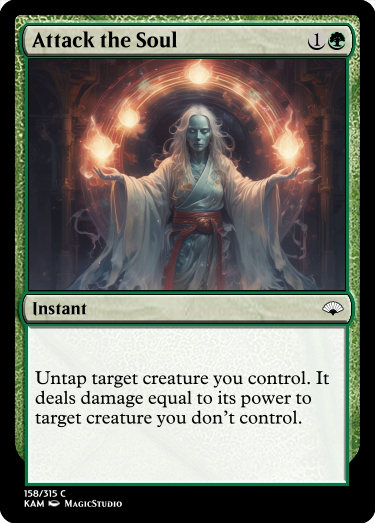 Attack the Soul 1
Instant
Untap target creature you control. It
deals damage equal to its power to
target creature you don't control.
158/315 C
KAM MagicStudio